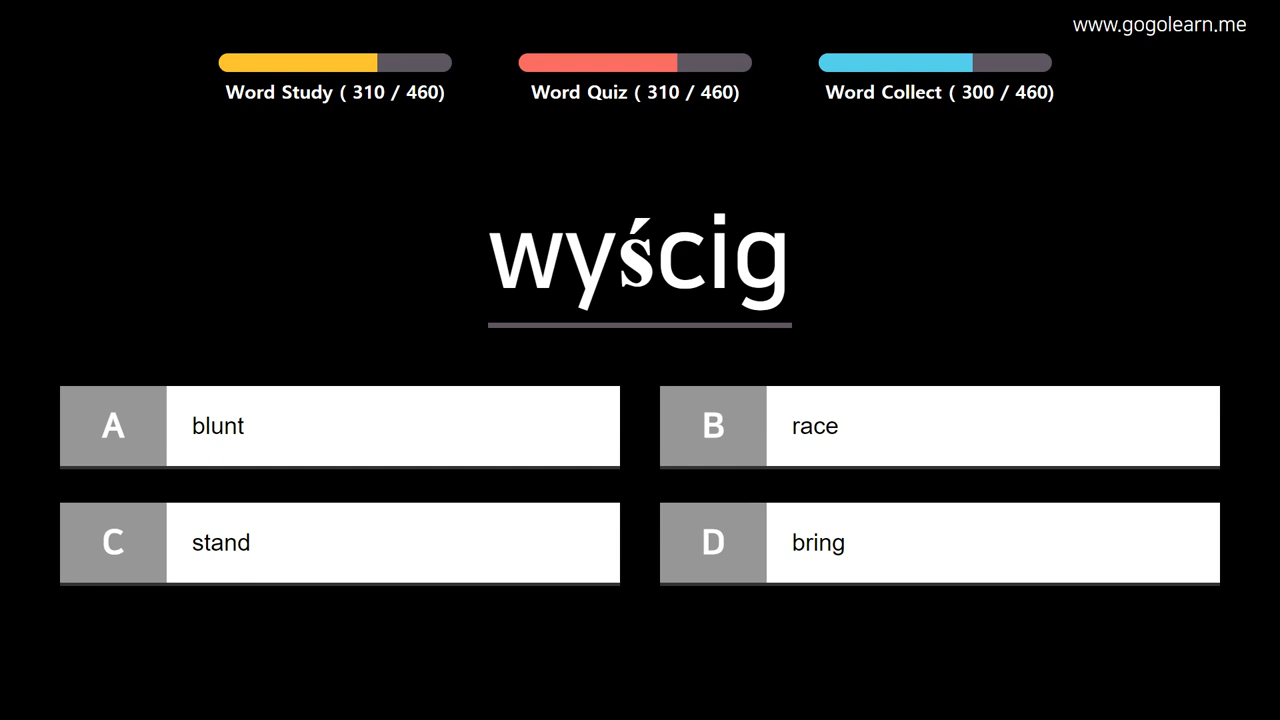 www.gogolearn.me
Word Study ( 310 / 460)
Word Quiz ( 310 / 460)
Word Collect ( 300 / 460)
wyścig
A blunt
B race
C stand
D bring